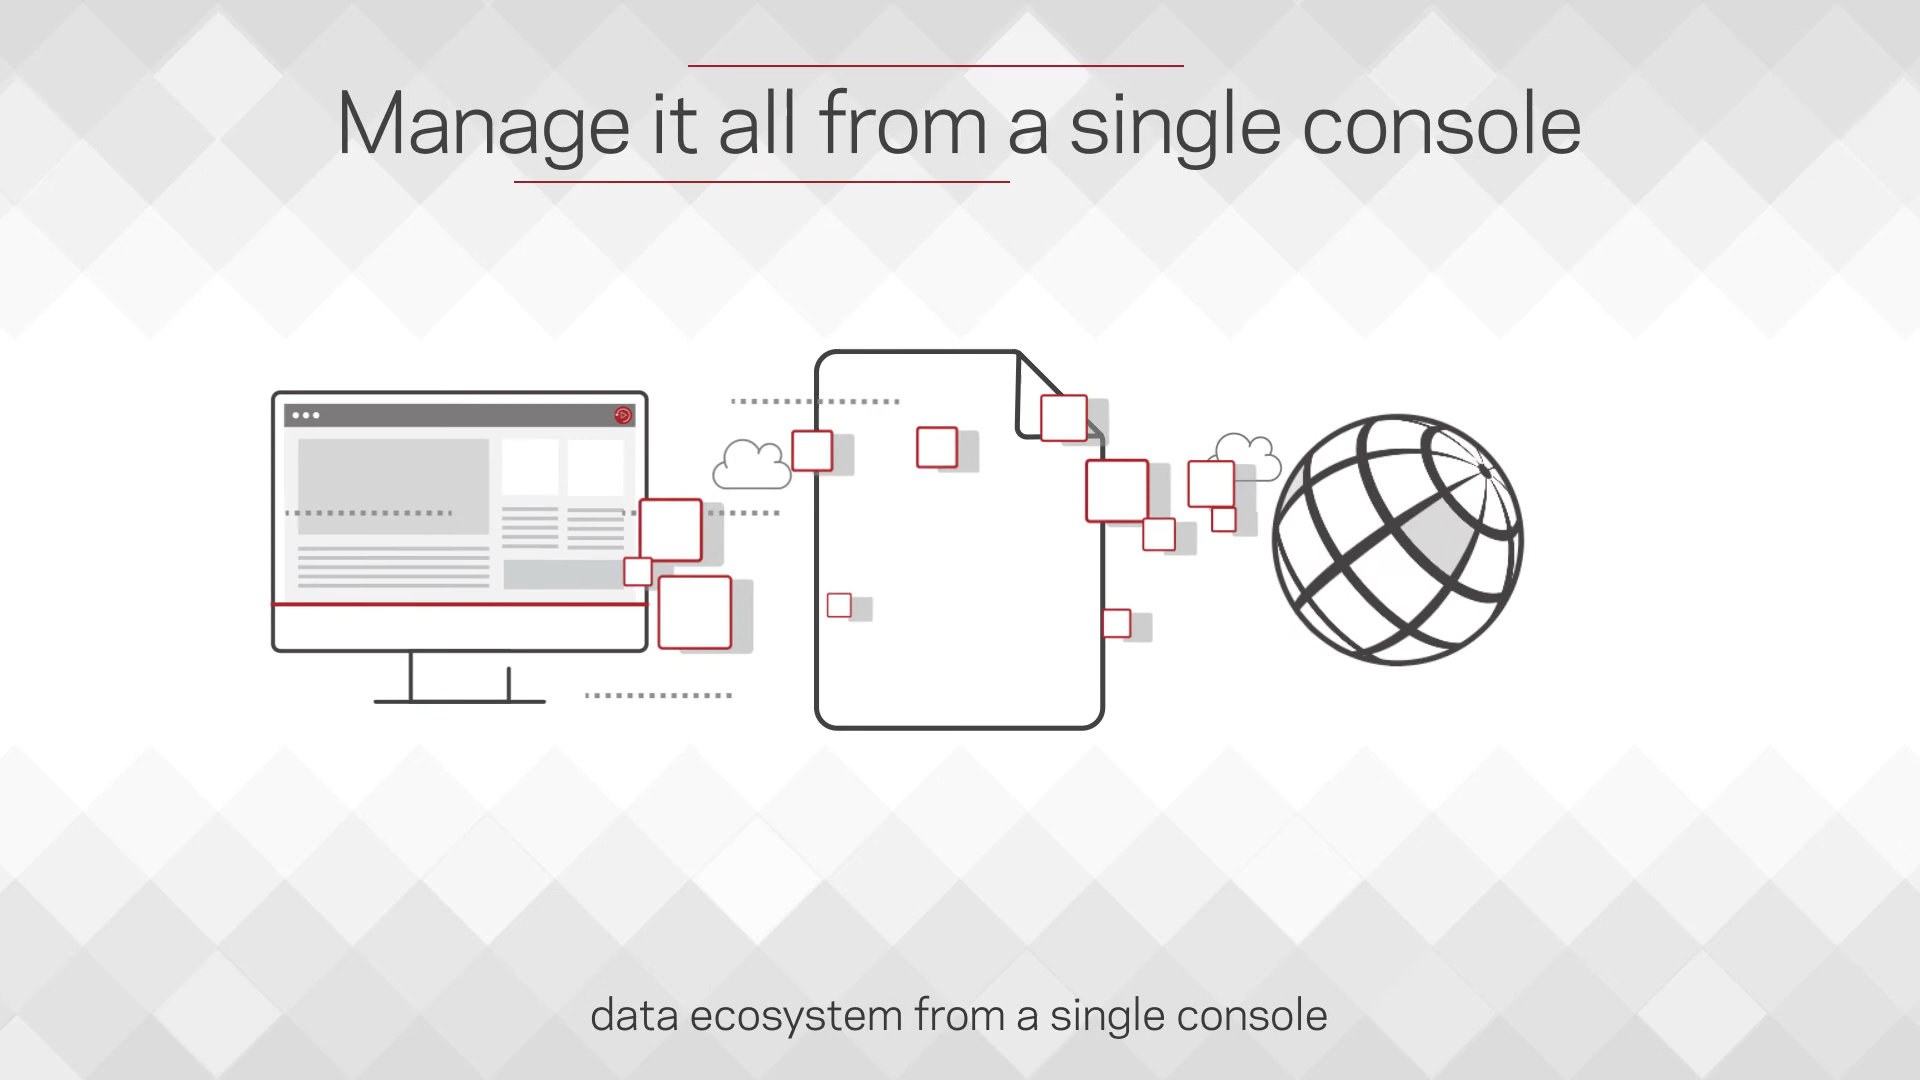 Manage it all from a single console
data ecosystem from a single console